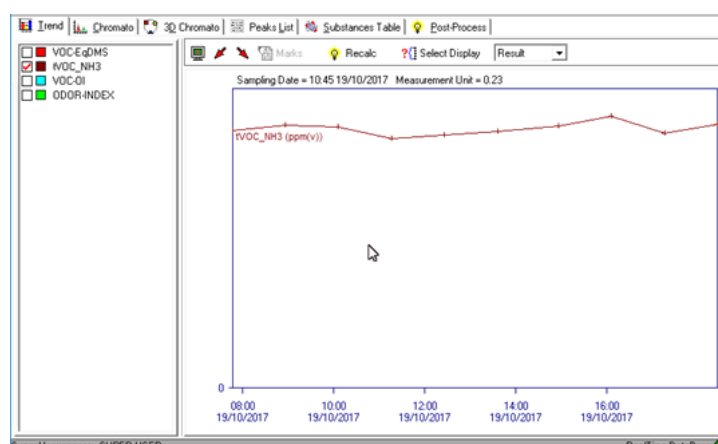 Trend Chromato 3D Chromato Peaks List Substances Table Post-Process
VOC-EqDMS
tVOC_NH3
VOC-OI
ODOR-INDEX
Marks Recalc ?{} Select Display Result
Sampling Date = 10:45 19/10/2017 Measurement Unit = 0.23
tVOC_NH3 (ppm(v))
0
08:00 10:00 12:00 14:00 16:00
19/10/2017 19/10/2017 19/10/2017 19/10/2017 19/10/2017